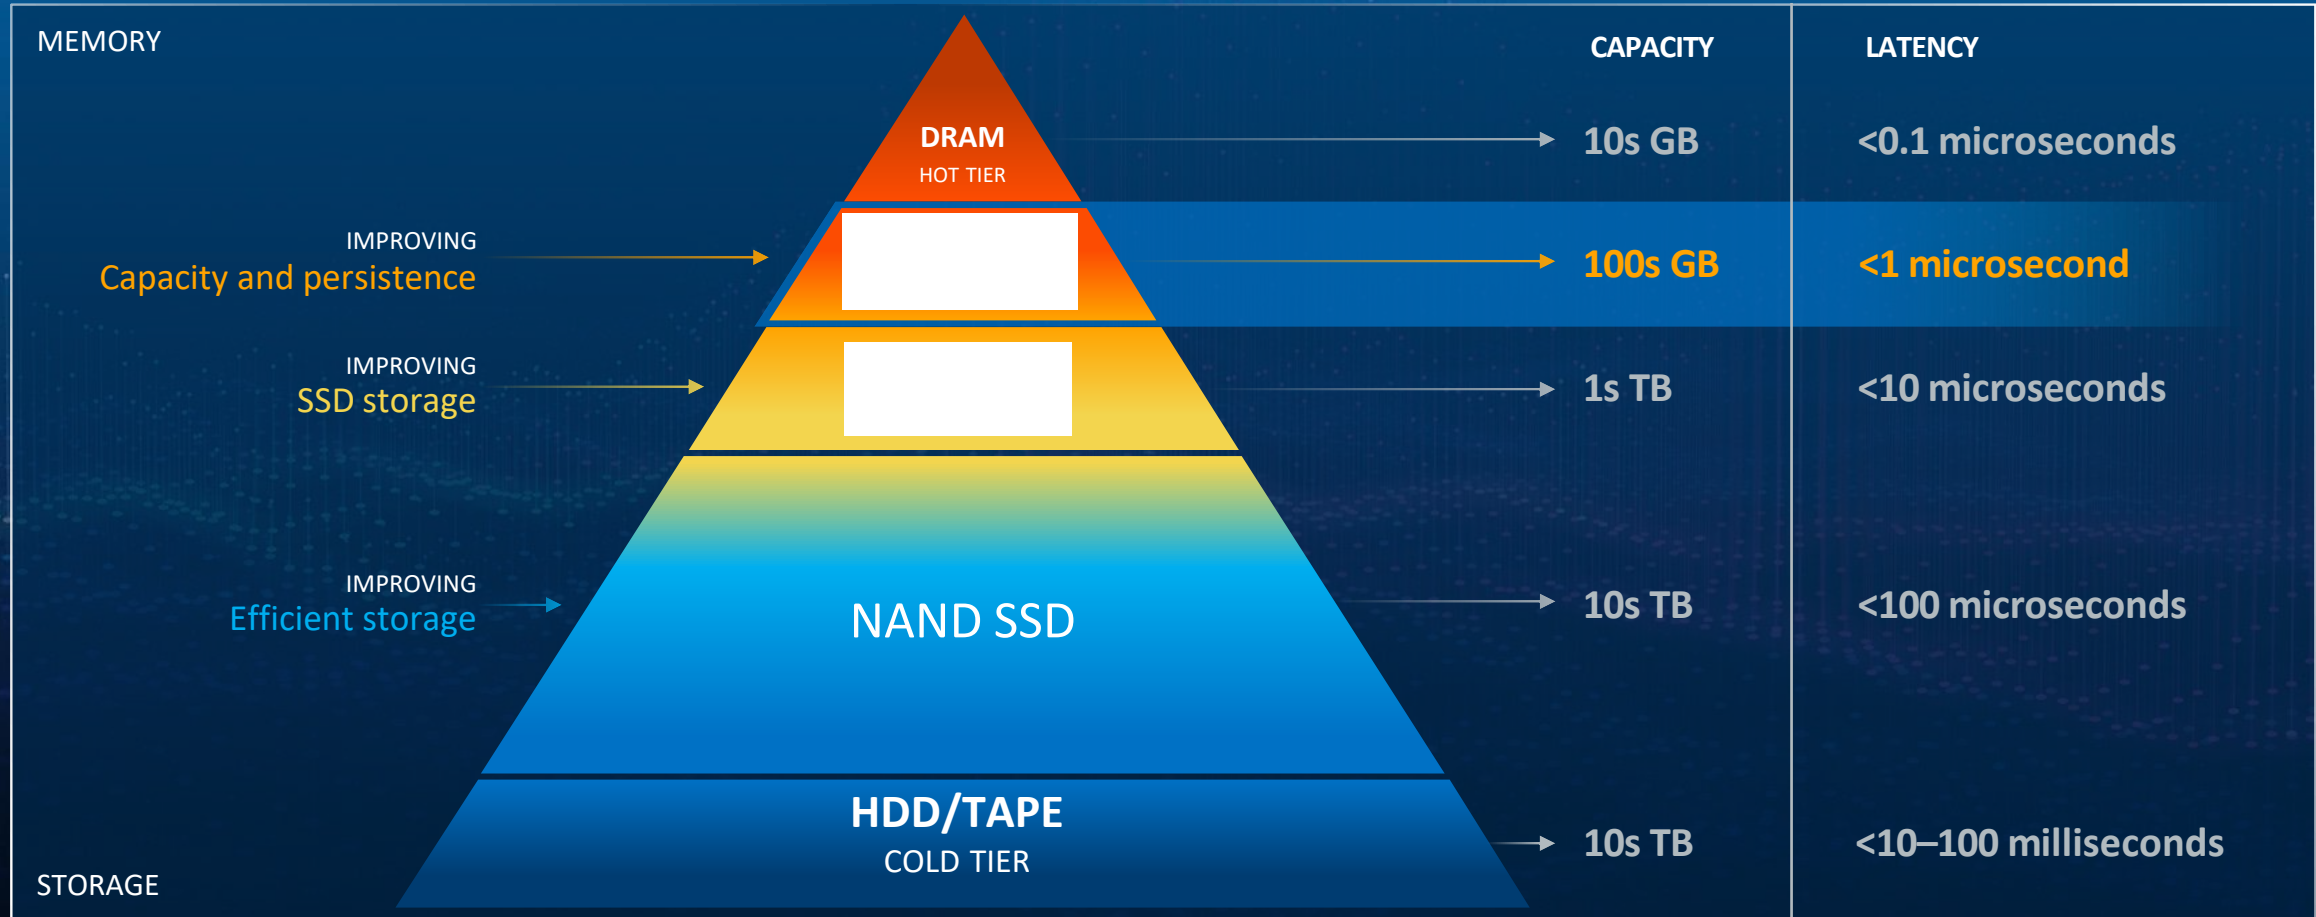 MEMORY
CAPACITY
LATENCY
DRAM
HOT TIER
10s GB
<0.1 microseconds
IMPROVING
Capacity and persistence
100s GB
<1 microsecond
IMPROVING
SSD storage
1s TB
<10 microseconds
IMPROVING
Efficient storage
NAND SSD
10s TB
<100 microseconds
HDD/TAPE
COLD TIER
10s TB
<10–100 milliseconds
STORAGE